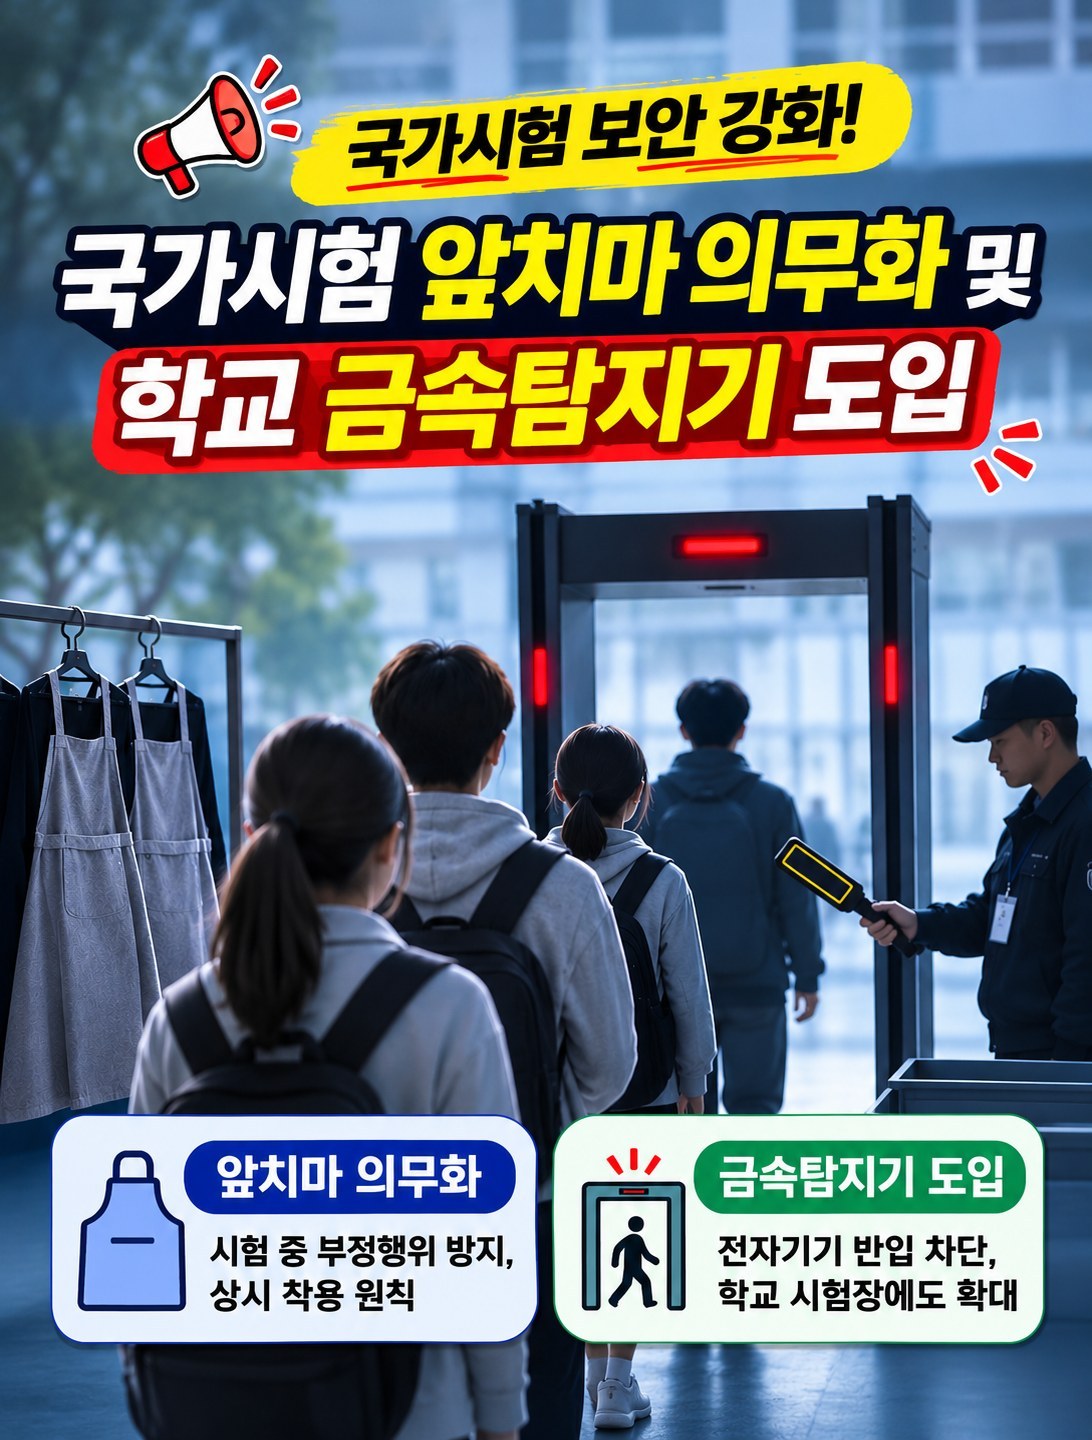 국가시험 보안 강화!
국가시험 앞치마 의무화 및
학교 금속탐지기 도입
앞치마 의무화
시험 중 부정행위 방지,
상시 착용 원칙
금속탐지기 도입
전자기기 반입 차단,
학교 시험장에도 확대